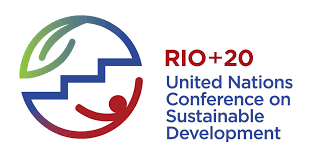 RIO+20
United Nations
Conference on
Sustainable
Development